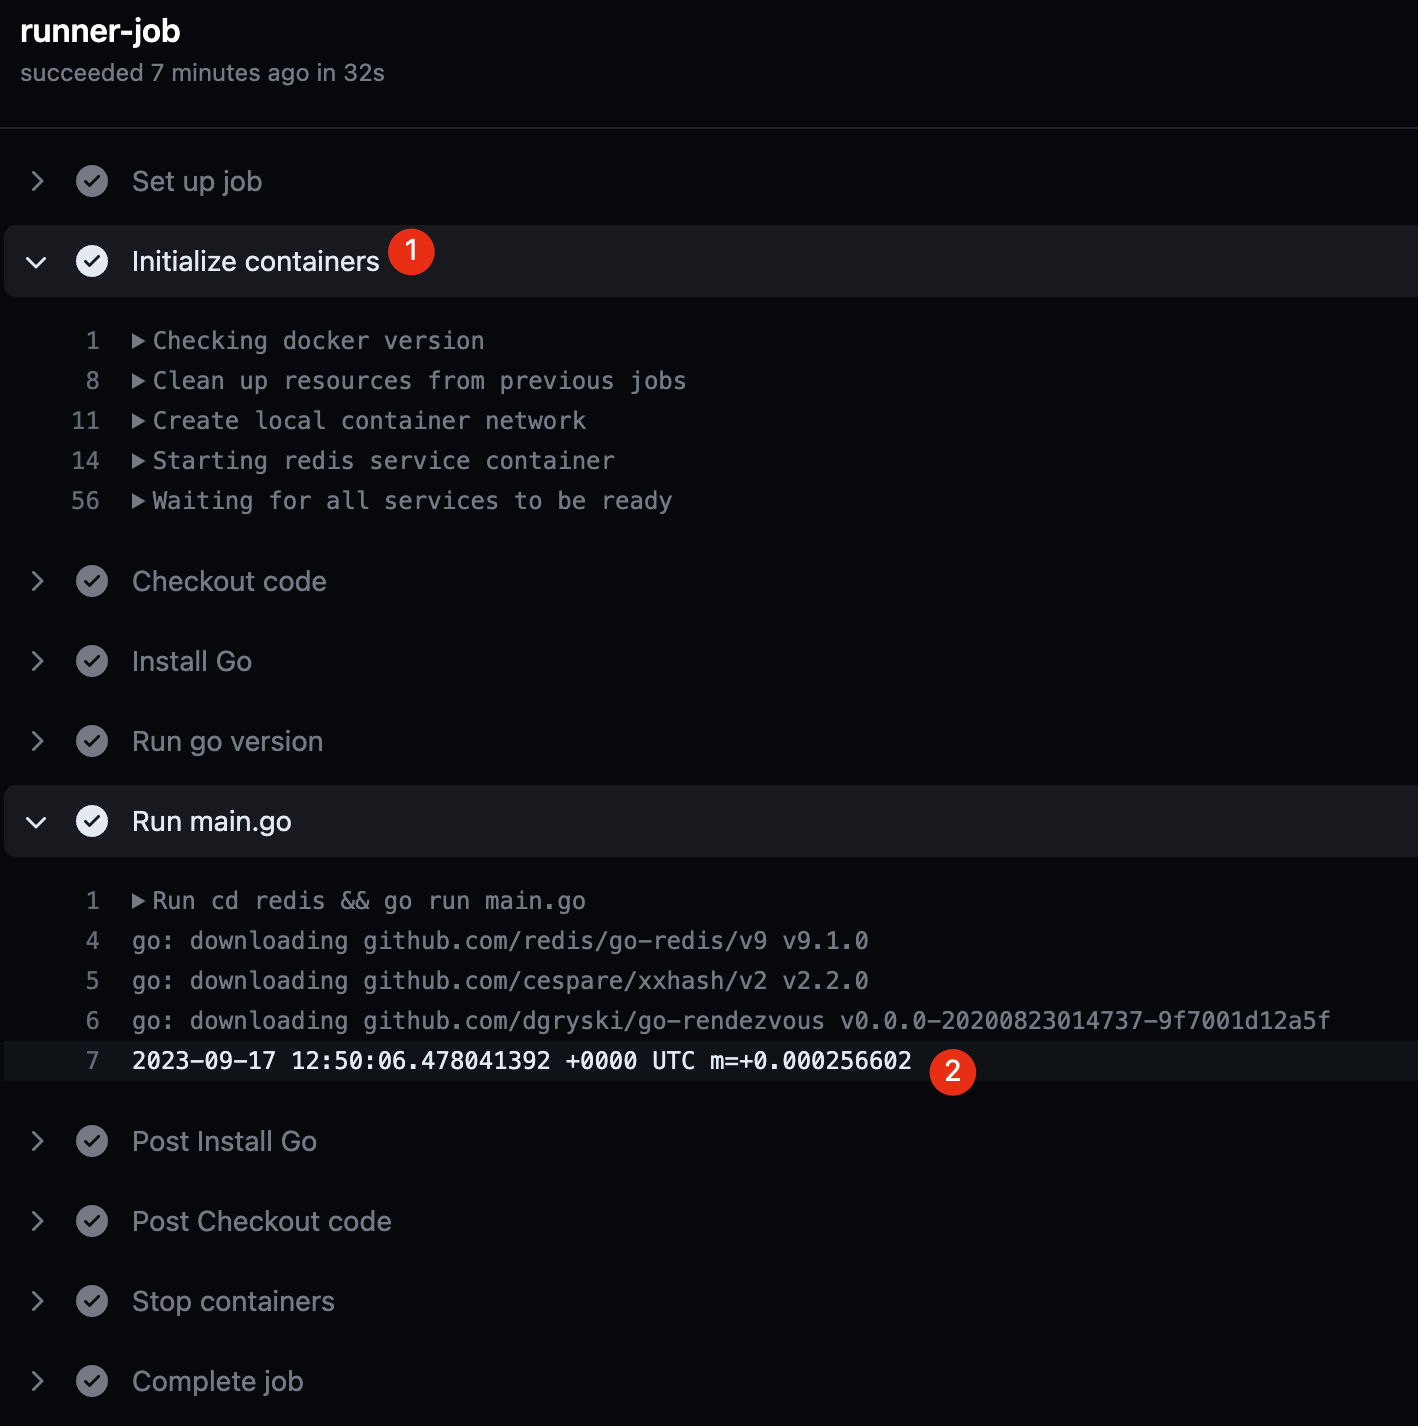 runner-job
succeeded 7 minutes ago in 32s
Set up job
Initialize containers 1
1 Checking docker version
8 Clean up resources from previous jobs
11 Create local container network
14 Starting redis service container
56 Waiting for all services to be ready
Checkout code
Install Go
Run go version
Run main.go
1 Run cd redis && go run main.go
4 go: downloading github.com/redis/go-redis/v9 v9.1.0
5 go: downloading github.com/cespare/xxhash/v2 v2.2.0
6 go: downloading github.com/dgryski/go-rendezvous v0.0.0-20200823014737-9f7001d12a5f
7 2023-09-17 12:50:06.478041392 +0000 UTC m=+0.000256602 2
Post Install Go
Post Checkout code
Stop containers
Complete job